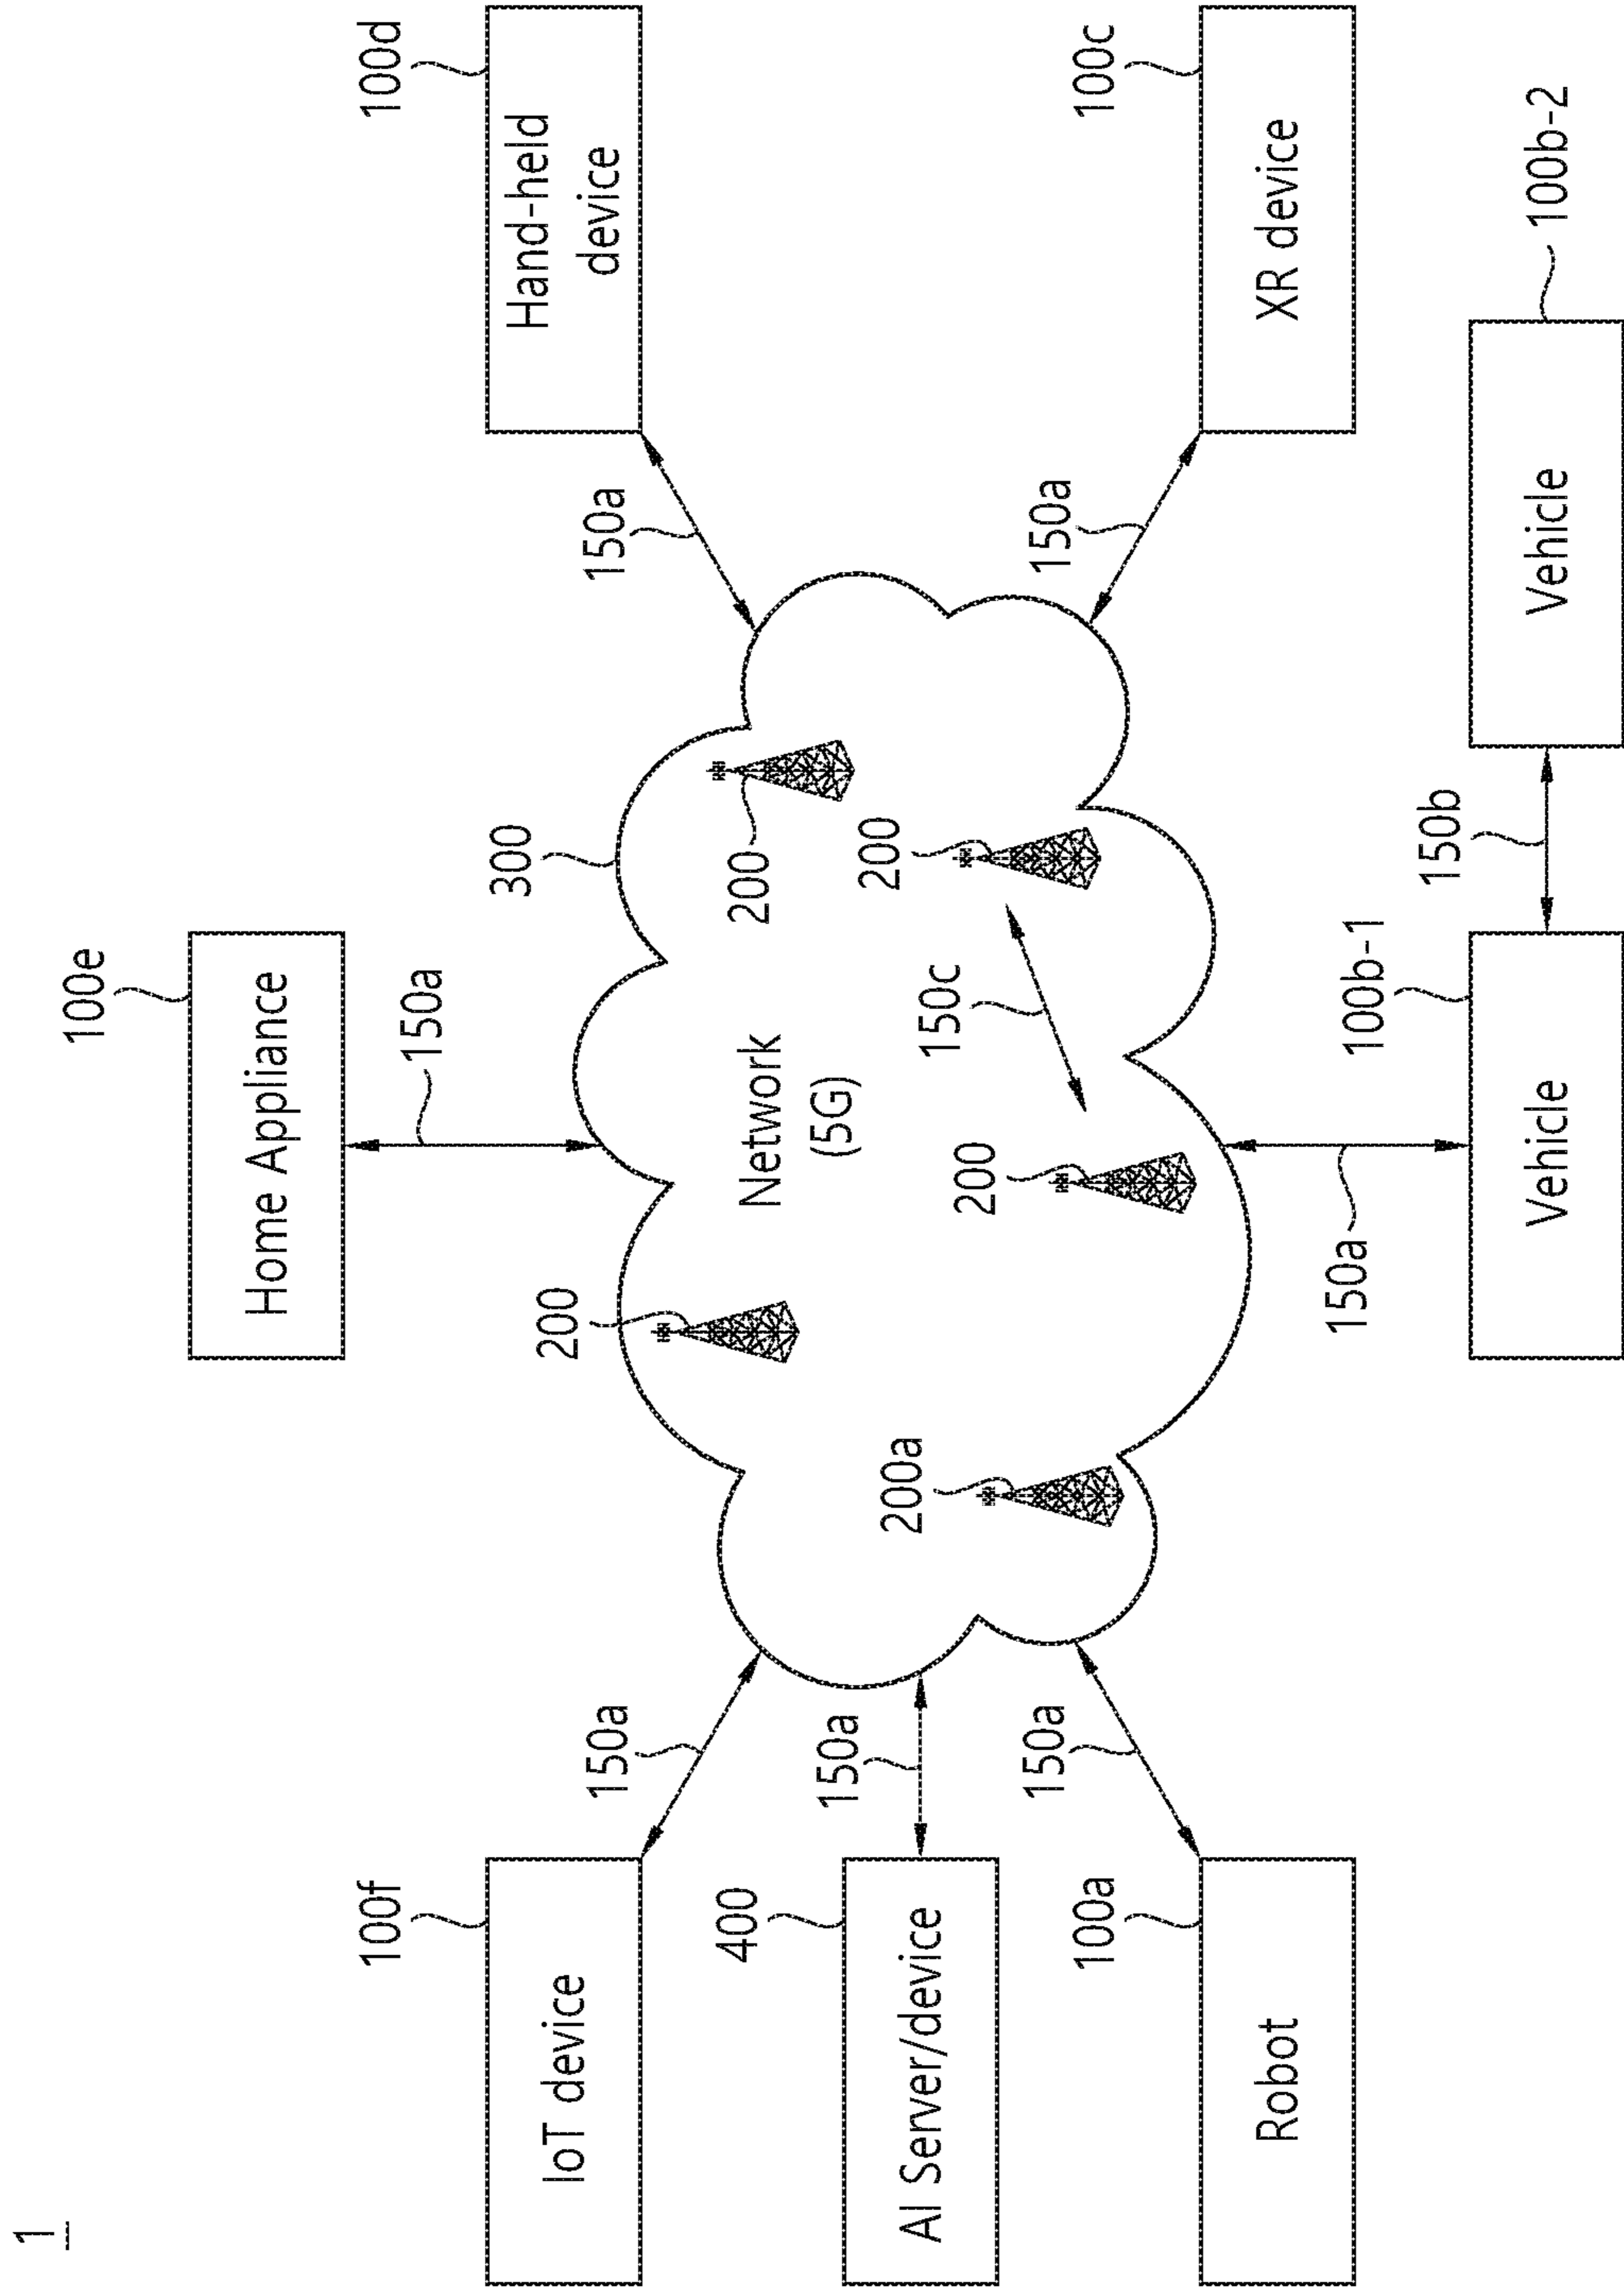 1
100e
Home Appliance
150a
100f
IoT device
150a
300
100d
Hand-held
device
150a
200
200
Network
(5G)
400
AI Server/device
150a
200a
200
150c
200
100a
Robot
150a
150a
100c
XR device
150a
100b-1
Vehicle
150b
Vehicle
100b-2